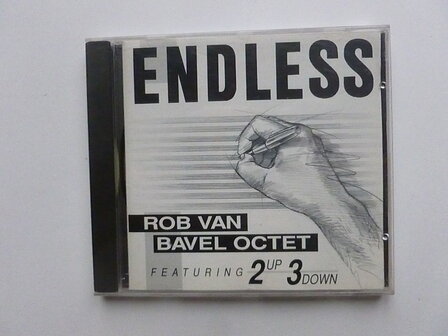 ENDLESS
ROB VAN
BAVEL OCTET
FEATURING 2 UP 3 DOWN